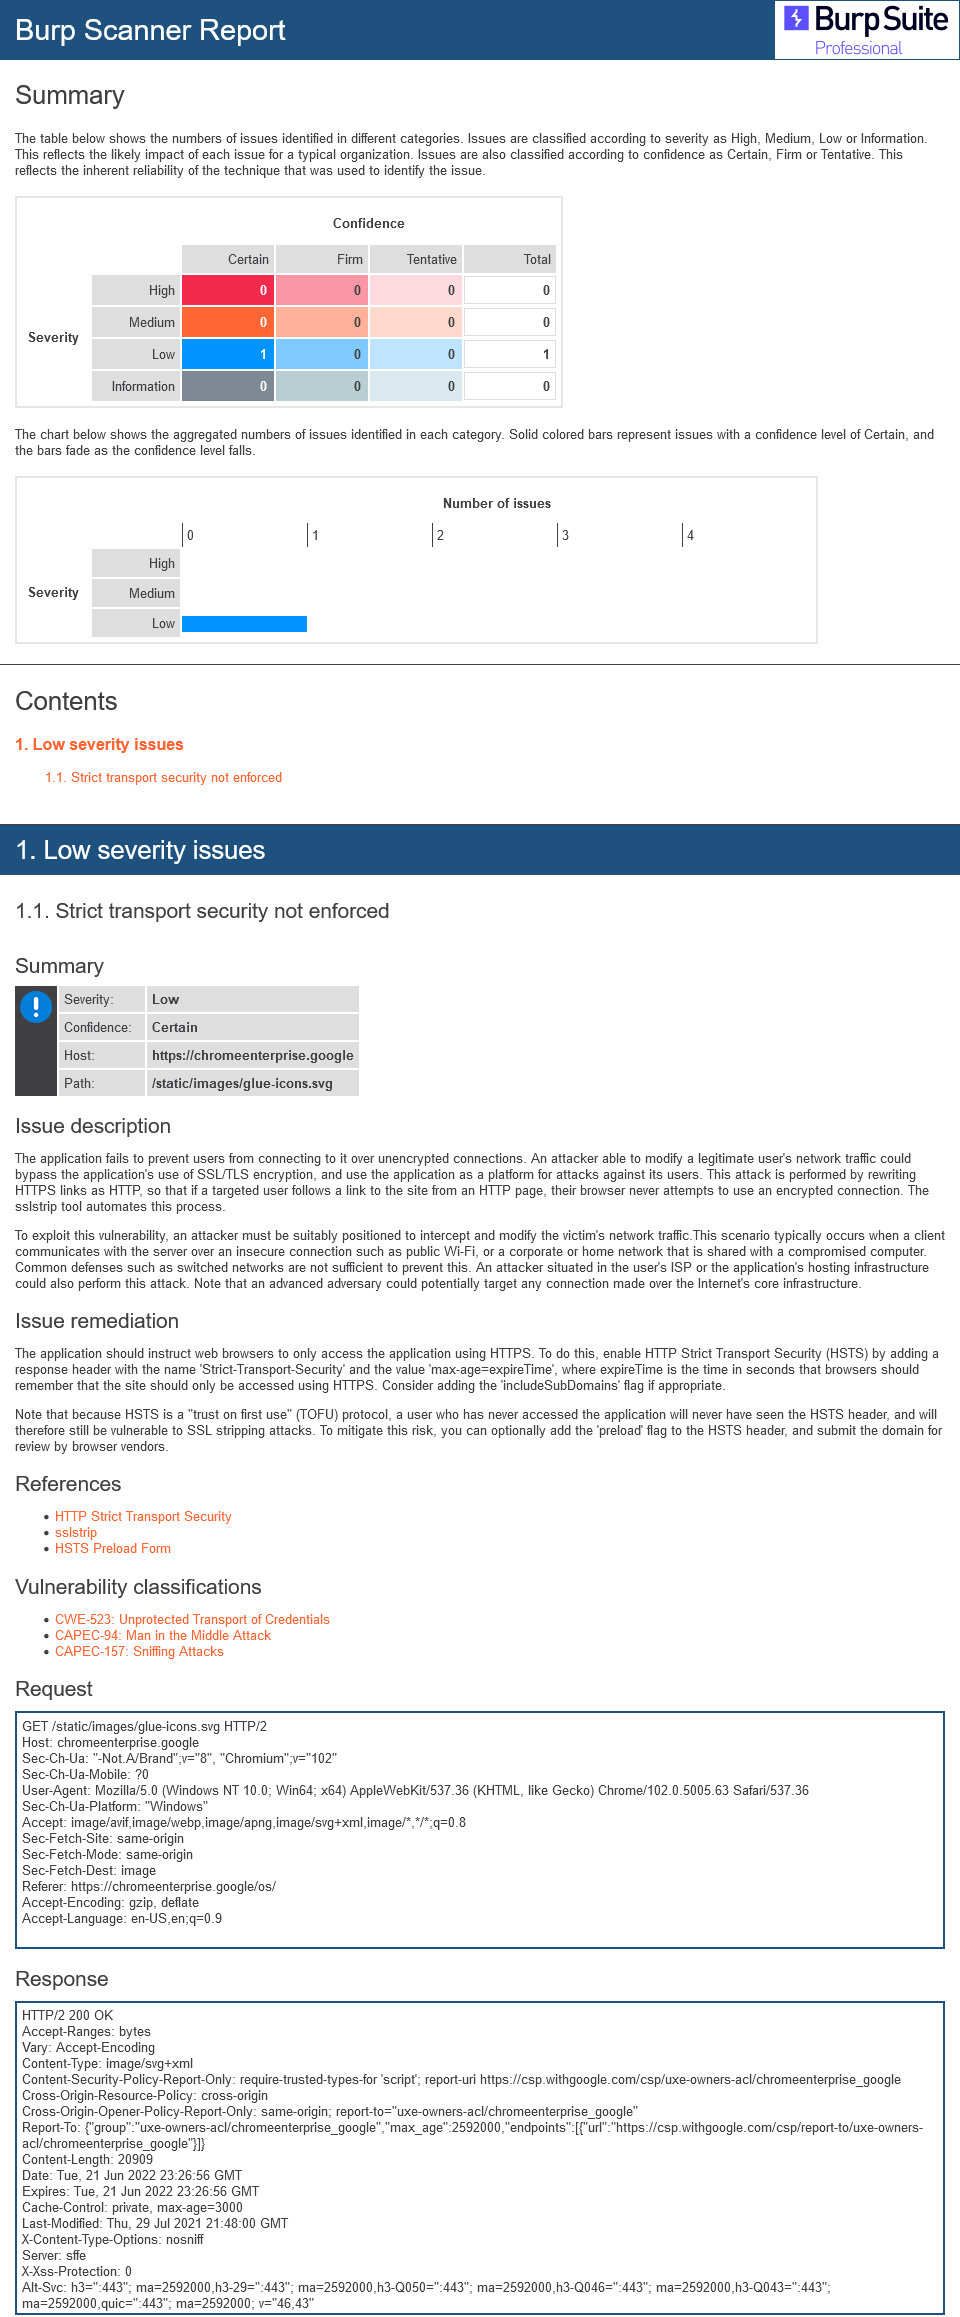 Burp Scanner Report
Burp Suite
Professional
Summary
The table below shows the numbers of issues identified in different categories. Issues are classified according to severity as High, Medium, Low or Information.
This reflects the likely impact of each issue for a typical organization. Issues are also classified according to confidence as Certain, Firm or Tentative. This
reflects the inherent reliability of the technique that was used to identify the issue.
Confidence
Certain Firm Tentative Total
High 0 0 0 0
Medium 0 0 0 0
Severity
Low 1 0 0 1
Information 0 0 0 0
The chart below shows the aggregated numbers of issues identified in each category. Solid colored bars represent issues with a confidence level of Certain, and
the bars fade as the confidence level falls.
Number of issues
0 1 2 3 4
High
Severity Medium
Low
Contents
1. Low severity issues
1.1. Strict transport security not enforced
1. Low severity issues
1.1. Strict transport security not enforced
Summary
Severity: Low
Confidence: Certain
Host: https://chromeenterprise.google
Path: /static/images/glue-icons.svg
Issue description
The application fails to prevent users from connecting to it over unencrypted connections. An attacker able to modify a legitimate user's network traffic could
bypass the application's use of SSL/TLS encryption, and use the application as a platform for attacks against its users. This attack is performed by rewriting
HTTPS links as HTTP, so that if a targeted user follows a link to the site from an HTTP page, their browser never attempts to use an encrypted connection. The
sslstrip tool automates this process.
To exploit this vulnerability, an attacker must be suitably positioned to intercept and modify the victim's network traffic.This scenario typically occurs when a client
communicates with the server over an insecure connection such as public Wi-Fi, or a corporate or home network that is shared with a compromised computer.
Common defenses such as switched networks are not sufficient to prevent this. An attacker situated in the user's ISP or the application's hosting infrastructure
could also perform this attack. Note that an advanced adversary could potentially target any connection made over the Internet's core infrastructure.
Issue remediation
The application should instruct web browsers to only access the application using HTTPS. To do this, enable HTTP Strict Transport Security (HSTS) by adding a
response header with the name 'Strict-Transport-Security' and the value 'max-age=expireTime', where expireTime is the time in seconds that browsers should
remember that the site should only be accessed using HTTPS. Consider adding the 'includeSubDomains' flag if appropriate.
Note that because HSTS is a "trust on first use" (TOFU) protocol, a user who has never accessed the application will never have seen the HSTS header, and will
therefore still be vulnerable to SSL stripping attacks. To mitigate this risk, you can optionally add the 'preload' flag to the HSTS header, and submit the domain for
review by browser vendors.
References
• HTTP Strict Transport Security
• sslstrip
• HSTS Preload Form
Vulnerability classifications
• CWE-523: Unprotected Transport of Credentials
• CAPEC-94: Man in the Middle Attack
• CAPEC-157: Sniffing Attacks
Request
GET /static/images/glue-icons.svg HTTP/2
Host: chromeenterprise.google
Sec-Ch-Ua: "-Not.A/Brand";v="8", "Chromium";v="102"
Sec-Ch-Ua-Mobile: ?0
User-Agent: Mozilla/5.0 (Windows NT 10.0; Win64; x64) AppleWebKit/537.36 (KHTML, like Gecko) Chrome/102.0.5005.63 Safari/537.36
Sec-Ch-Ua-Platform: "Windows"
Accept: image/avif,image/webp,image/apng,image/svg+xml,image/*,*/*;q=0.8
Sec-Fetch-Site: same-origin
Sec-Fetch-Mode: same-origin
Sec-Fetch-Dest: image
Referer: https://chromeenterprise.google/os/
Accept-Encoding: gzip, deflate
Accept-Language: en-US,en;q=0.9
Response
HTTP/2 200 OK
Accept-Ranges: bytes
Vary: Accept-Encoding
Content-Type: image/svg+xml
Content-Security-Policy-Report-Only: require-trusted-types-for 'script'; report-uri https://csp.withgoogle.com/csp/uxe-owners-acl/chromeenterprise_google
Cross-Origin-Resource-Policy: cross-origin
Cross-Origin-Opener-Policy-Report-Only: same-origin; report-to="uxe-owners-acl/chromeenterprise_google"
Report-To: {"group":"uxe-owners-acl/chromeenterprise_google","max_age":2592000,"endpoints":[{"url":"https://csp.withgoogle.com/csp/report-to/uxe-owners-
acl/chromeenterprise_google"}]}
Content-Length: 20909
Date: Tue, 21 Jun 2022 23:26:56 GMT
Expires: Tue, 21 Jun 2022 23:26:56 GMT
Cache-Control: private, max-age=3000
Last-Modified: Thu, 29 Jul 2021 21:48:00 GMT
X-Content-Type-Options: nosniff
Server: sffe
X-Xss-Protection: 0
Alt-Svc: h3=":443"; ma=2592000,h3-29=":443"; ma=2592000,h3-Q050=":443"; ma=2592000,h3-Q046=":443"; ma=2592000,h3-Q043=":443";
ma=2592000,quic=":443"; ma=2592000; v="46,43"